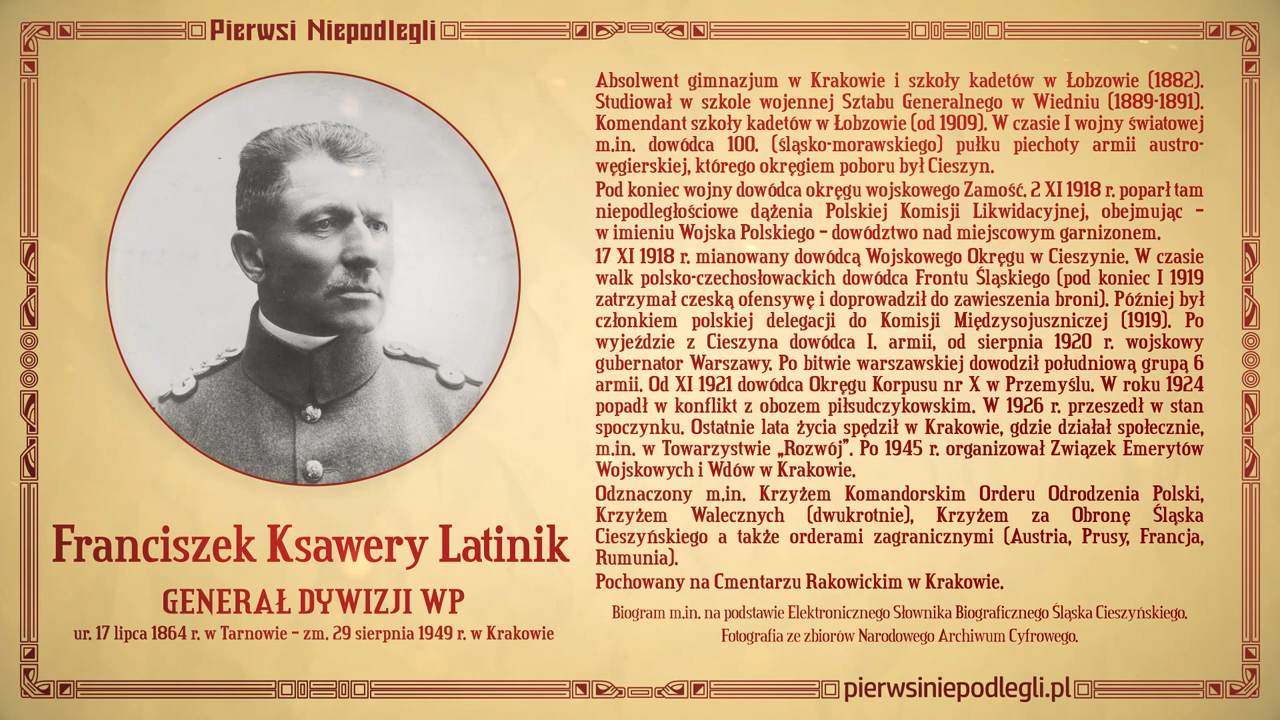 Pierwsi Niepodlegli
Franciszek Ksawery Latinik
GENERAŁ DYWIZJI WP
ur. 17 lipca 1864 r. w Tarnowie – zm. 29 sierpnia 1949 r. w Krakowie
Absolwent gimnazjum w Krakowie i szkoły kadetów w Łobzowie (1882).
Studiował w szkole wojennej Sztabu Generalnego w Wiedniu (1889-1891).
Komendant szkoły kadetów w Łobzowie (od 1909). W czasie I wojny światowej
m.in. dowódca 100. (śląsko-morawskiego) pułku piechoty armii austro-
węgierskiej, którego okręgiem poboru był Cieszyn.
Pod koniec wojny dowódca okręgu wojskowego Zamość. 2 XI 1918 r. poparł tam
niepodległościowe dążenia Polskiej Komisji Likwidacyjnej, obejmując –
w imieniu Wojska Polskiego – dowództwo nad miejscowym garnizonem.
17 XI 1918 r. mianowany dowódcą Wojskowego Okręgu w Cieszynie. W czasie
walk polsko-czechosłowackich dowódca Frontu Śląskiego (pod koniec I 1919
zatrzymał czeską ofensywę i doprowadził do zawieszenia broni). Później był
członkiem polskiej delegacji do Komisji Międzysojuszniczej (1919). Po
wyjeździe z Cieszyna dowódca I. armii, od sierpnia 1920 r. wojskowy
gubernator Warszawy. Po bitwie warszawskiej dowodził południową grupą 6
armii. Od XI 1921 dowódca Okręgu Korpusu nr X w Przemyślu. W roku 1924
popadł w konflikt z obozem piłsudczykowskim. W 1926 r. przeszedł w stan
spoczynku. Ostatnie lata życia spędził w Krakowie, gdzie działał społecznie,
m.in. w Towarzystwie „Rozwój”. Po 1945 r. organizował Związek Emerytów
Wojskowych i Wdów w Krakowie.
Odznaczony m.in. Krzyżem Komandorskim Orderu Odrodzenia Polski,
Krzyżem Walecznych (dwukrotnie), Krzyżem za Obronę Śląska
Cieszyńskiego a także orderami zagranicznymi (Austria, Prusy, Francja,
Rumunia).
Pochowany na Cmentarzu Rakowickim w Krakowie.
Biogram m.in. na podstawie Elektronicznego Słownika Biograficznego Śląska Cieszyńskiego.
Fotografia ze zbiorów Narodowego Archiwum Cyfrowego.
pierwsiniepodlegli.pl